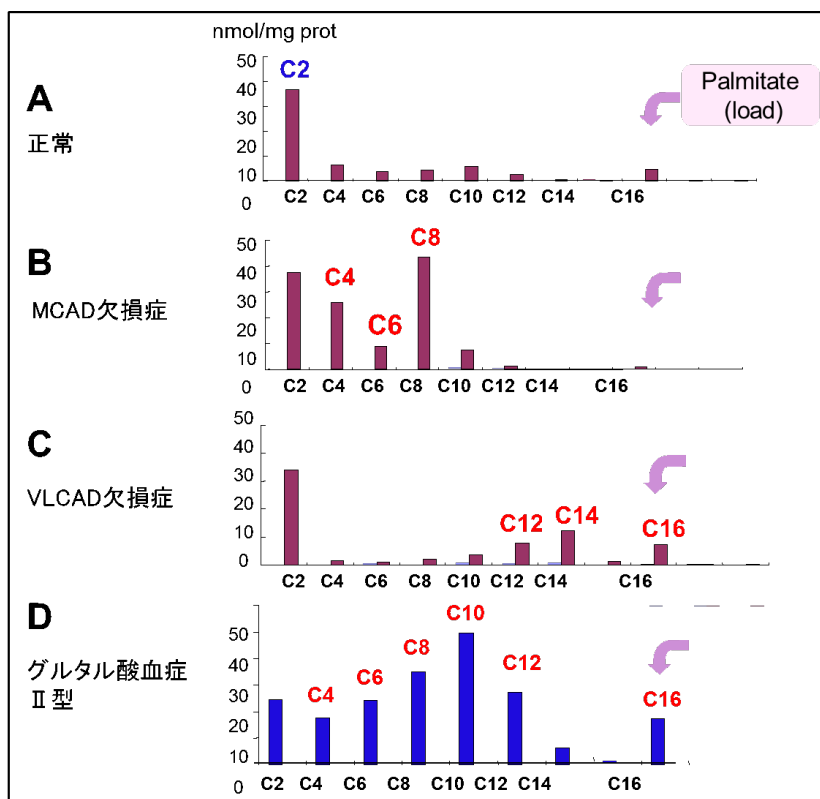 nmol/mg prot
A
正常
50
40
30
20
10
0
C2
Palmitate
(load)
C2 C4 C6 C8 C10 C12 C14 C16
B
MCAD欠損症
50
40
30
20
10
0
C4
C6
C8
C2 C4 C6 C8 C10 C12 C14 C16
C
VLCAD欠損症
50
40
30
20
10
0
C12
C14
C16
C2 C4 C6 C8 C10 C12 C14 C16
D
グルタル酸血症
Ⅱ型
50
40
30
20
10
0
C4
C6
C8
C10
C12
C16
C2 C4 C6 C8 C10 C12 C14 C16